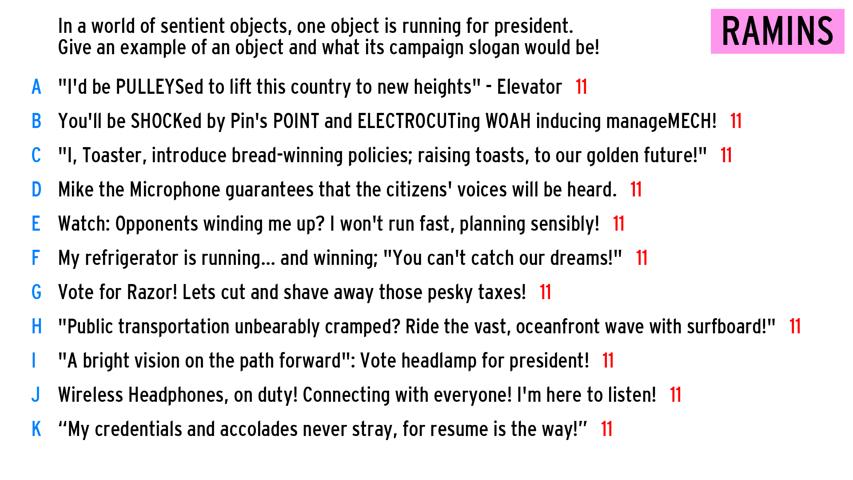 In a world of sentient objects, one object is running for president.
Give an example of an object and what its campaign slogan would be!
RAMINS
A "I'd be PULLEYSed to lift this country to new heights" - Elevator 11
B You'll be SHOCKed by Pin's POINT and ELECTROCUTing WOAH inducing manageMECH! 11
C "I, Toaster, introduce bread-winning policies; raising toasts, to our golden future!" 11
D Mike the Microphone guarantees that the citizens' voices will be heard. 11
E Watch: Opponents winding me up? I won't run fast, planning sensibly! 11
F My refrigerator is running... and winning; "You can't catch our dreams!" 11
G Vote for Razor! Lets cut and shave away those pesky taxes! 11
H "Public transportation unbearably cramped? Ride the vast, oceanfront wave with surfboard!" 11
I "A bright vision on the path forward": Vote headlamp for president! 11
J Wireless Headphones, on duty! Connecting with everyone! I'm here to listen! 11
K “My credentials and accolades never stray, for resume is the way!” 11